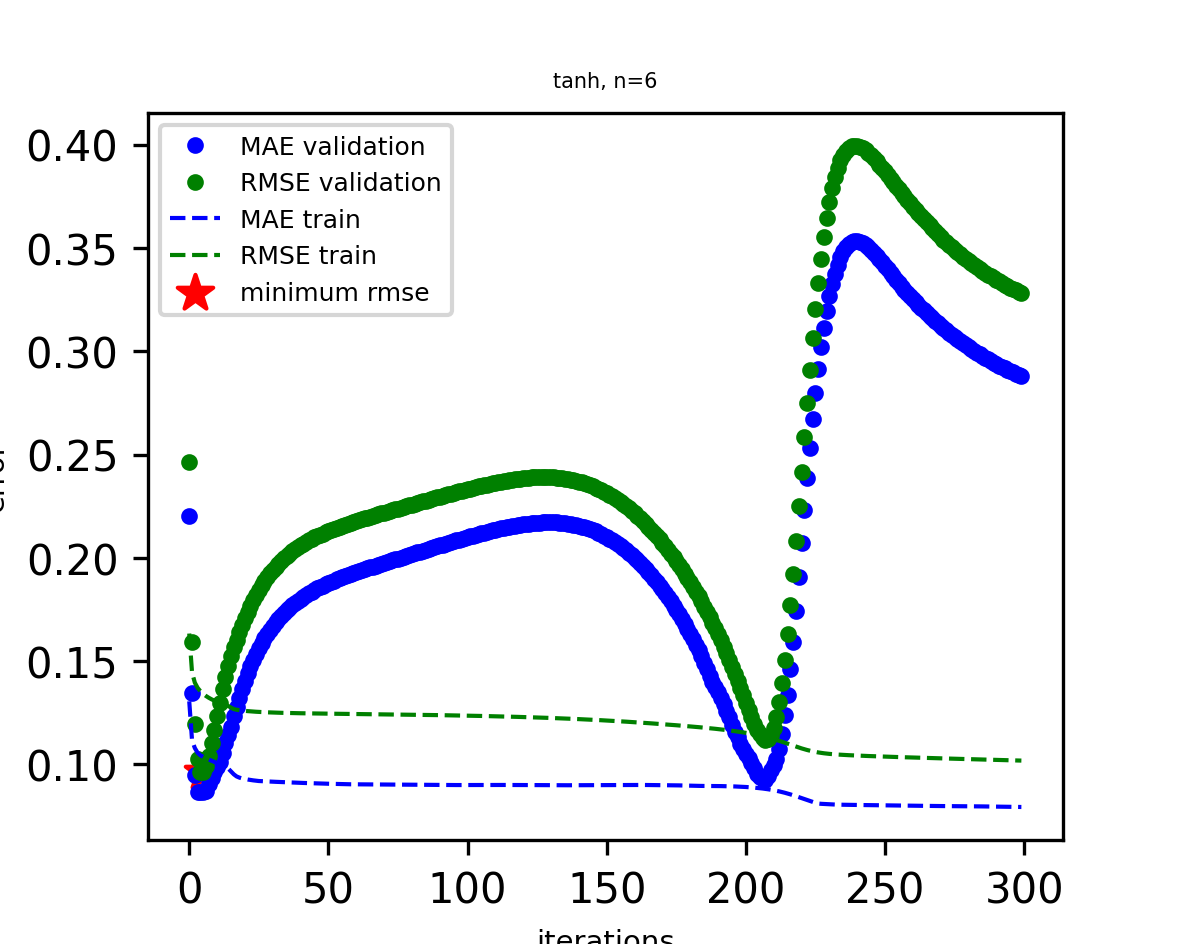 tanh, n=6
MAE validation
RMSE validation
MAE train
RMSE train
minimum rmse
0.40
0.35
0.30
0.25
0.20
0.15
0.10
0 50 100 150 200 250 300
iterations